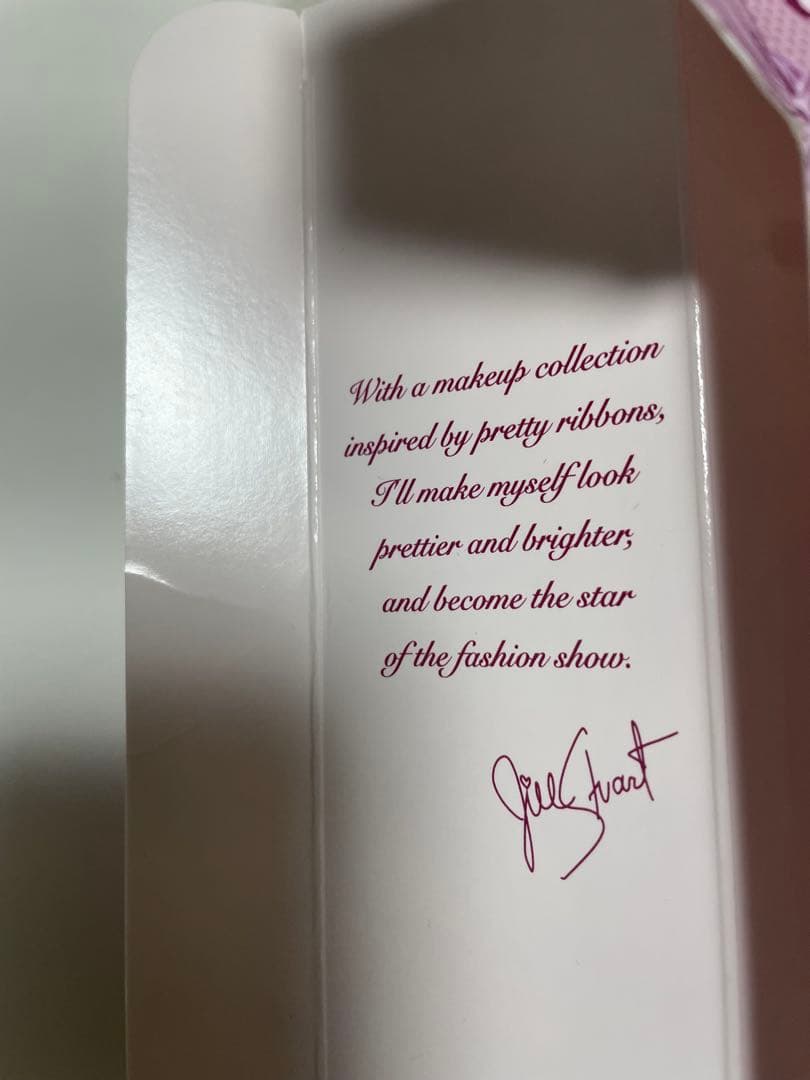 With a makeup collection
inspired by pretty ribbons,
I'll make myself look
prettier and brighter,
and become the star
of the fashion show.
Jill Stuart